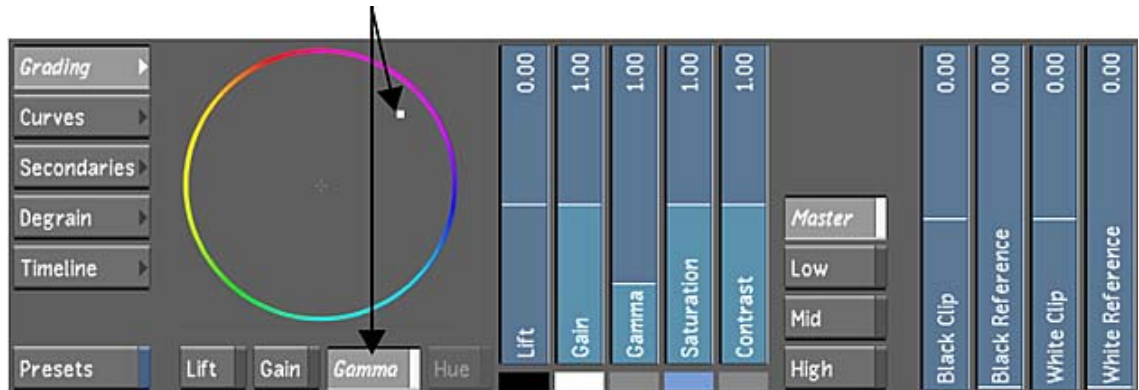 Grading
Curves
Secondaries
Degrain
Timeline
Presets
Lift
Gain
Gamma
Hue
Lift 0.00
Gain 1.00
Gamma 1.00
Saturation 1.00
Contrast 1.00
Master
Low
Mid
High
Black Clip 0.00
Black Reference 0.00
White Clip 0.00
White Reference 0.00